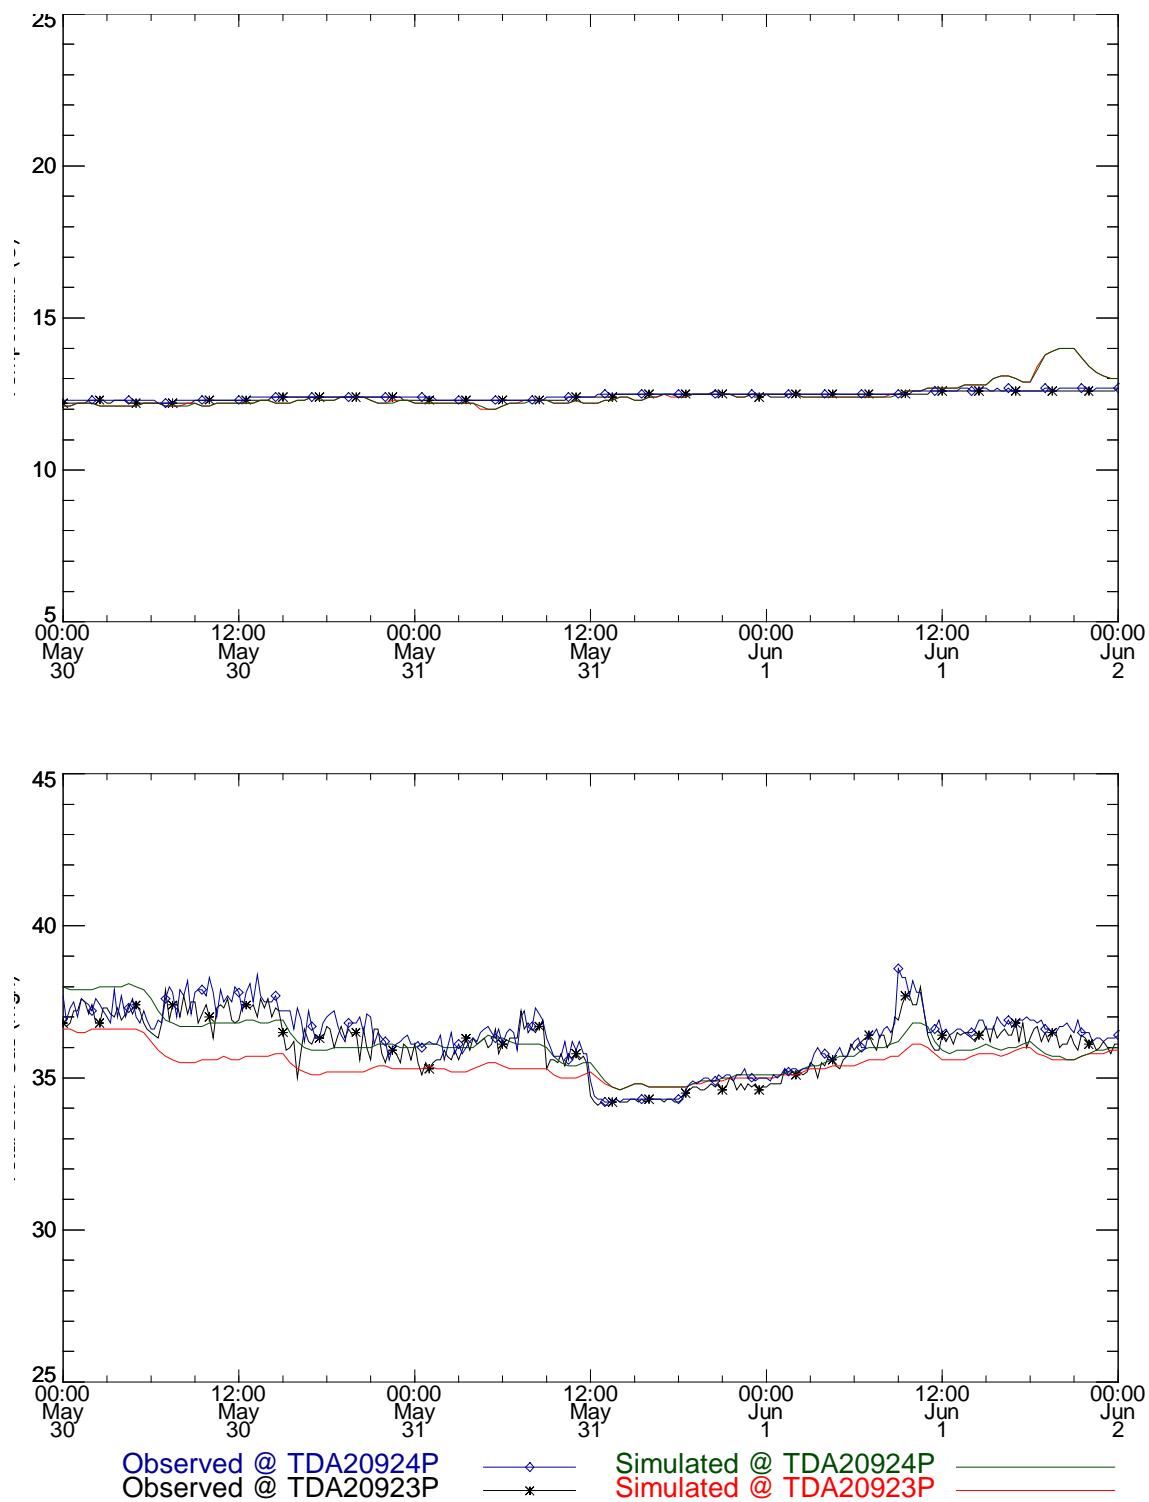 25
20
15
10
5
00:00 12:00 00:00 12:00 00:00 12:00 00:00
May May May May Jun Jun Jun
30 30 31 31 1 1 2
45
40
35
30
25
00:00 12:00 00:00 12:00 00:00 12:00 00:00
May May May May Jun Jun Jun
30 30 31 31 1 1 2
Observed @ TDA20924P Simulated @ TDA20924P
Observed @ TDA20923P Simulated @ TDA20923P